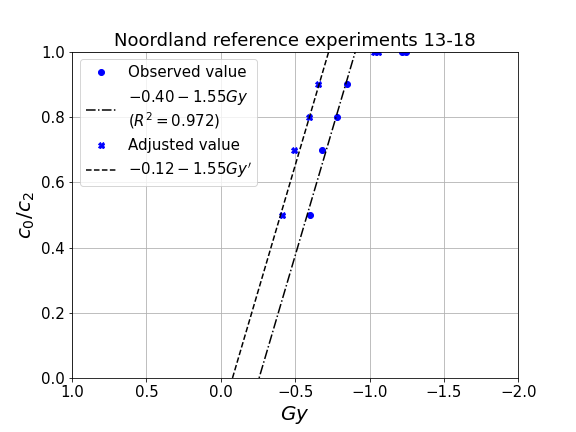 Noordland reference experiments 13-18
1.0
0.8
0.6
0.4
0.2
0.0
c₀/c₂
Observed value
−0.40 − 1.55Gy
(R² = 0.972)
Adjusted value
−0.12 − 1.55Gy′
1.0 0.5 0.0 −0.5 −1.0 −1.5 −2.0
Gy